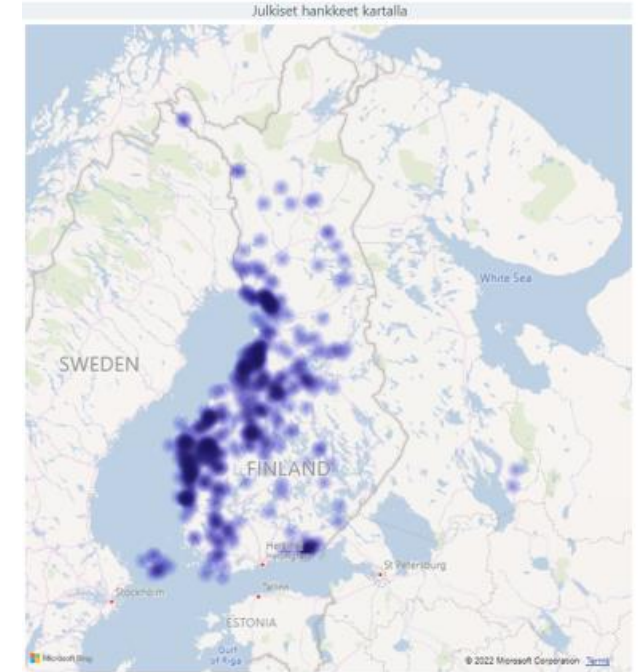 Julkiset hankkeet kartalla
White Sea
SWEDEN
FINLAND
St Petersburg
Stockholm
Tallinn
ESTONIA
Gulf
of Riga
Microsoft Bing
© 2022 Microsoft Corporation Terms